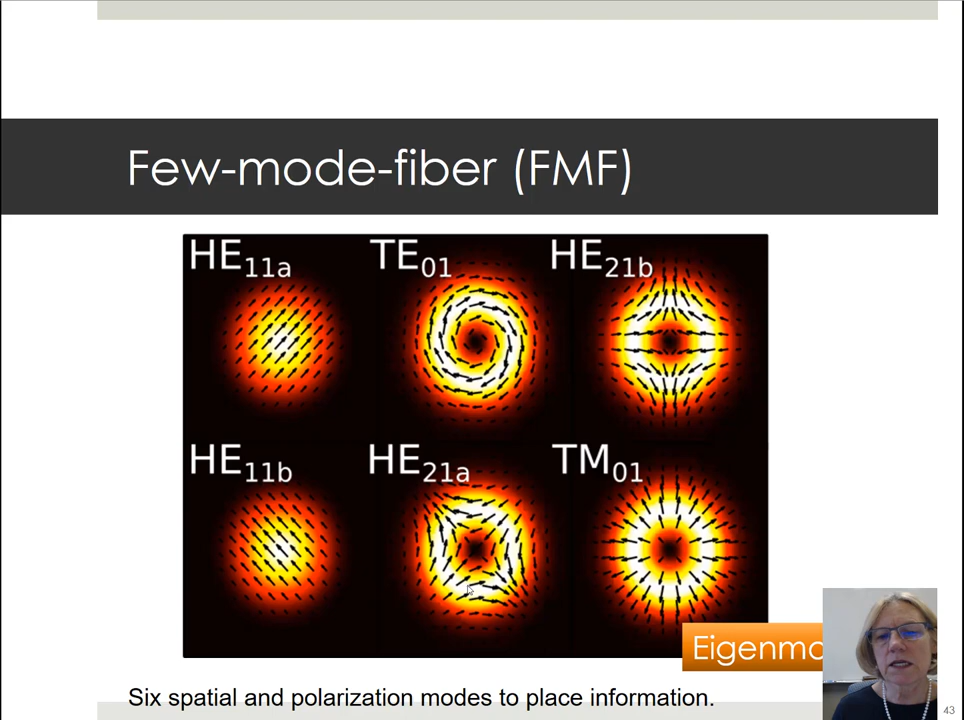 Few-mode-fiber (FMF)
HE11a TE01 HE21b
HE11b HE21a TM01
Six spatial and polarization modes to place information.
43